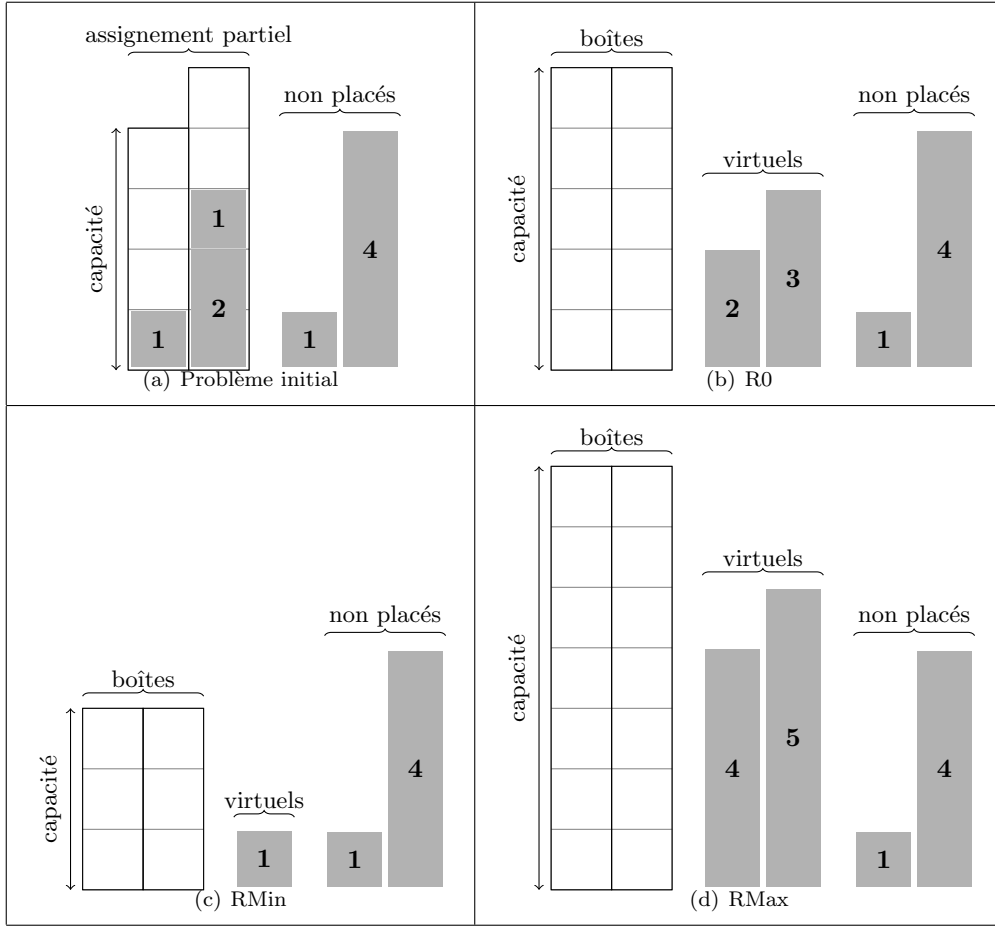 assignement partiel
non placés
capacité
1
1
2
1
4
(a) Problème initial
boîtes
non placés
virtuels
capacité
2
3
1
4
(b) R0
non placés
boîtes
virtuels
capacité
1
1
4
(c) RMin
boîtes
virtuels
non placés
capacité
4
5
1
4
(d) RMax